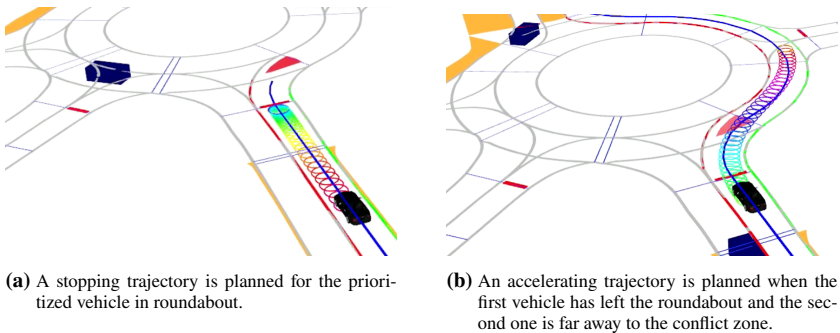 (a) A stopping trajectory is planned for the priori-
tized vehicle in roundabout.
(b) An accelerating trajectory is planned when the
first vehicle has left the roundabout and the sec-
ond one is far away to the conflict zone.